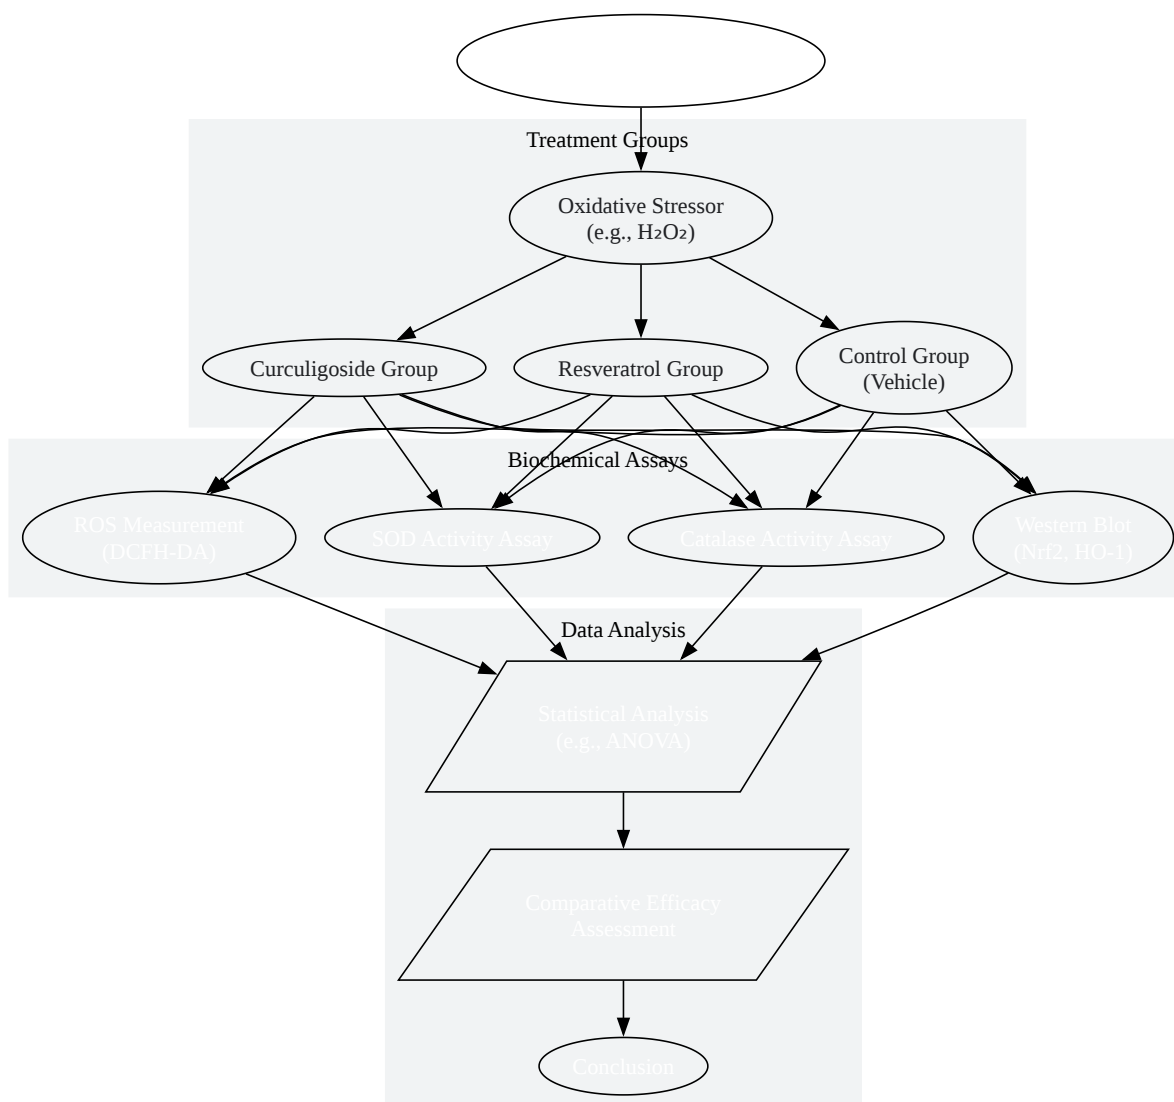 Treatment Groups
Oxidative Stressor
(e.g., H₂O₂)
Curculigoside Group
Resveratrol Group
Control Group
(Vehicle)
Biochemical Assays
ROS Measurement
(DCFH-DA)
SOD Activity Assay
Catalase Activity Assay
Western Blot
(Nrf2, HO-1)
Data Analysis
Statistical Analysis
(e.g., ANOVA)
Comparative Efficacy
Assessment
Conclusion